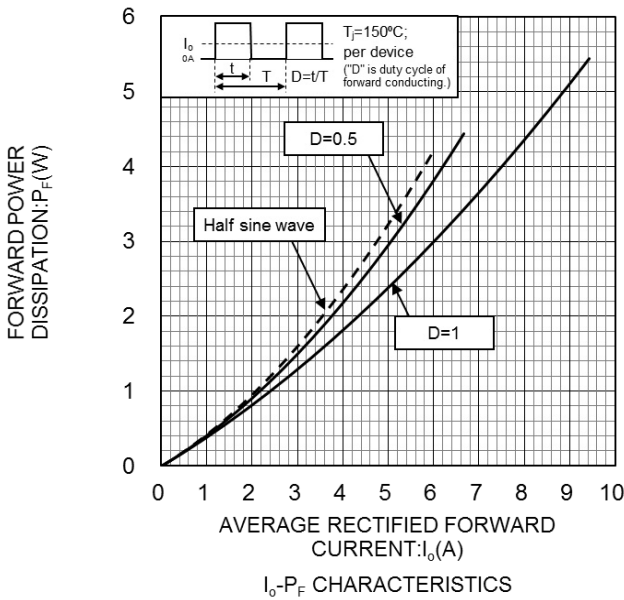 6
5
4
3
2
1
0
FORWARD POWER
DISSIPATION:PF(W)
Io
0A
t
T
D=t/T
Tj=150℃;
per device
("D" is duty cycle of
forward conducting.)
D=0.5
Half sine wave
D=1
0 1 2 3 4 5 6 7 8 9 10
AVERAGE RECTIFIED FORWARD
CURRENT:Io(A)
Io-PF CHARACTERISTICS